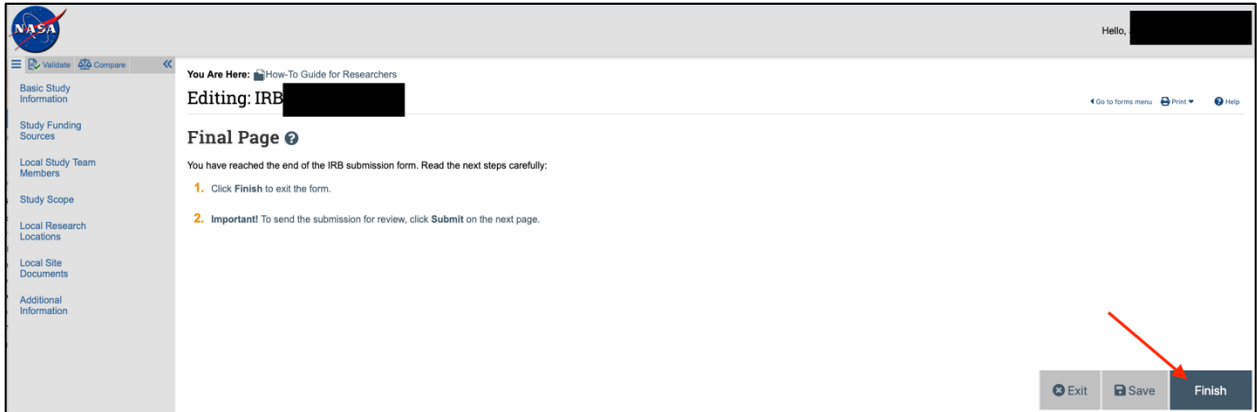 NASA
Hello,
Validate Compare
You Are Here: How-To Guide for Researchers
Basic Study
Information
Editing: IRB
Go to forms menu Print Help
Study Funding
Sources
Final Page
Local Study Team
Members
You have reached the end of the IRB submission form. Read the next steps carefully:
1. Click Finish to exit the form.
Study Scope
2. Important! To send the submission for review, click Submit on the next page.
Local Research
Locations
Local Site
Documents
Additional
Information
Exit Save Finish